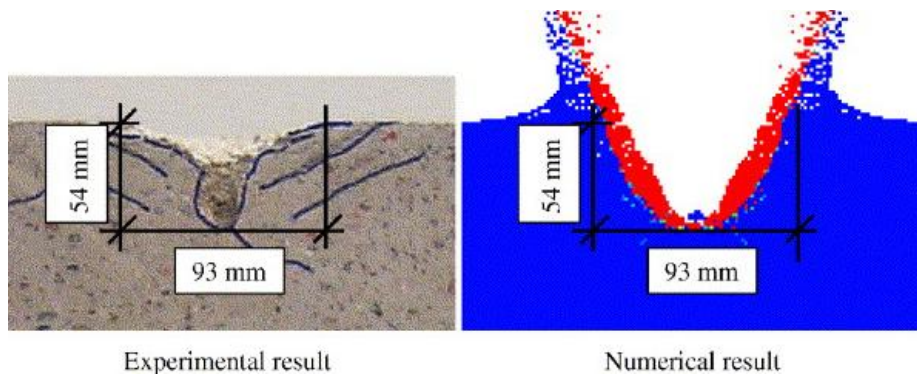 54 mm
93 mm
Experimental result
54 mm
93 mm
Numerical result